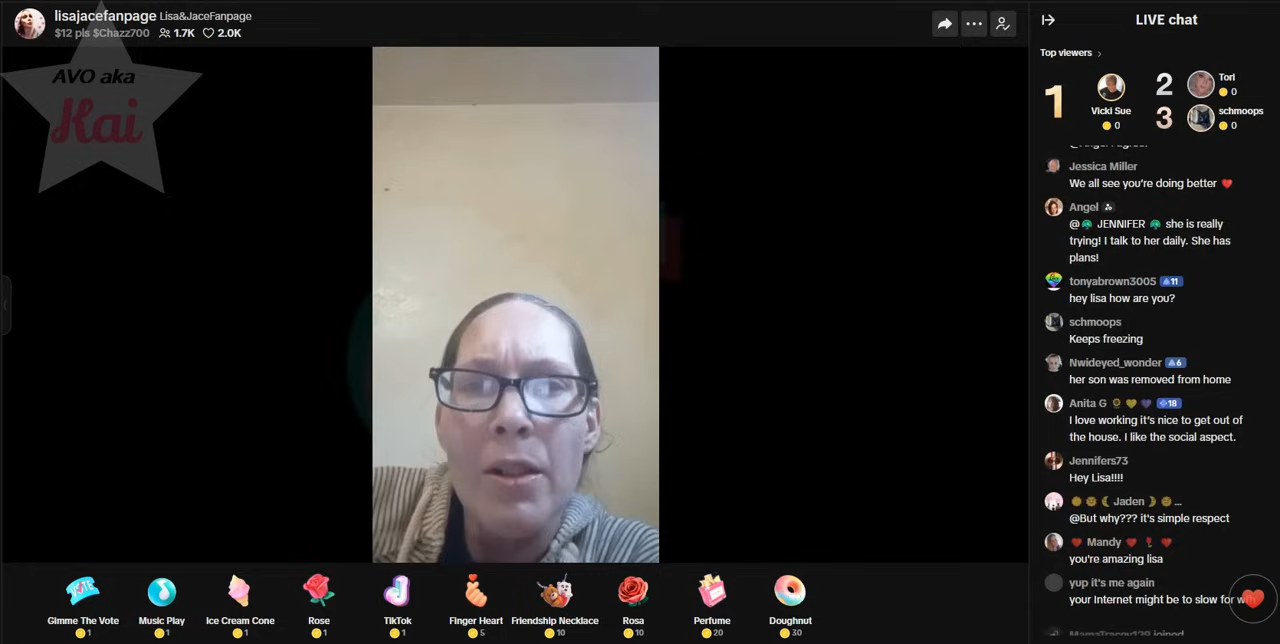 lisajacefanpage Lisa&JaceFanpage
$12 pls $Chazz700 1.7K 2.0K
AVO aka
Kai
LIVE chat
Top viewers >
1
Vicki Sue
0
2
Tori
0
3
schmoops
0
Jessica Miller
We all see you're doing better
Angel
@ JENNIFER she is really
trying! I talk to her daily. She has
plans!
tonyabrown3005 11
hey lisa how are you?
schmoops
Keeps freezing
Nwideyed_wonder 6
her son was removed from home
Anita G 18
I love working it's nice to get out of
the house. I like the social aspect.
Jennifers73
Hey Lisa!!!!
Jaden ...
@But why??? it's simple respect
Mandy
you're amazing lisa
yup it's me again
your Internet might be to slow for
MamaTracey129 joined
Gimme The Vote
1
Music Play
1
Ice Cream Cone
1
Rose
1
TikTok
1
Finger Heart
5
Friendship Necklace
10
Rosa
10
Perfume
20
Doughnut
30